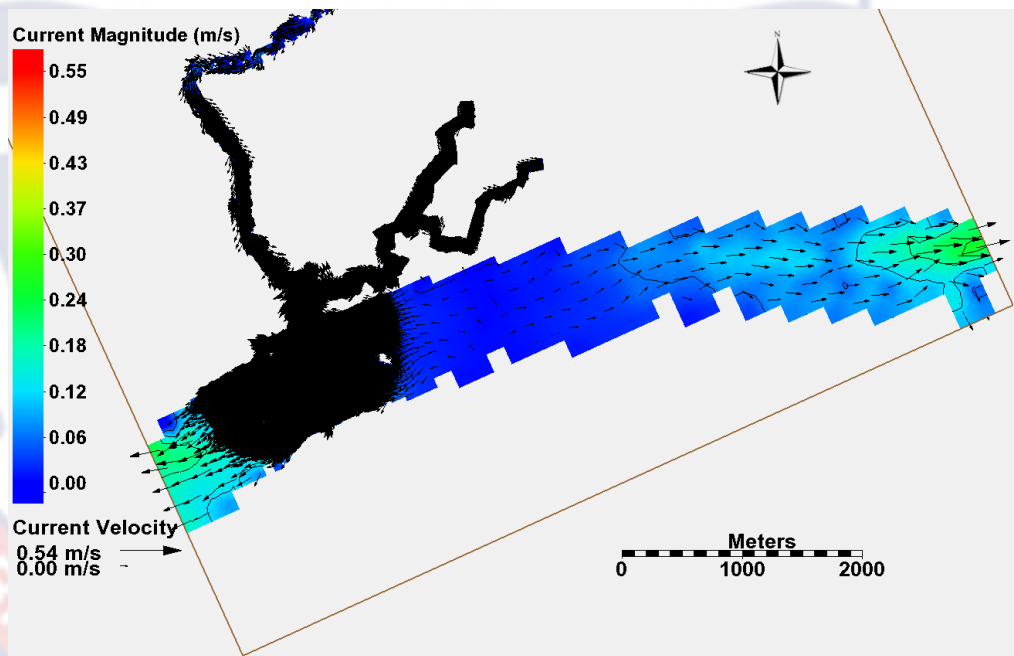 Current Magnitude (m/s)
0.55
0.49
0.43
0.37
0.30
0.24
0.18
0.12
0.06
0.00
Current Velocity
0.54 m/s
0.00 m/s
N
Meters
0 1000 2000